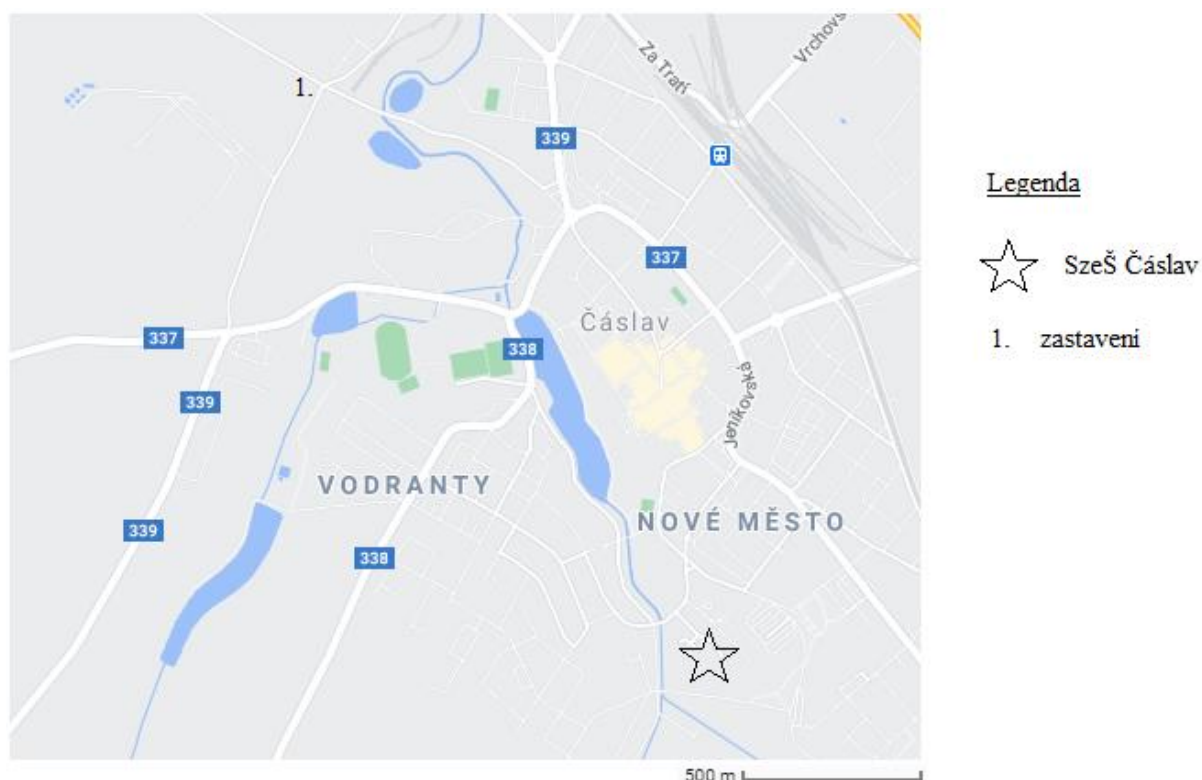 1.
Za Tratí
Vrchovs
339
337
Čáslav
337
338
339
Jeníkovská
VODRANTY
NOVÉ MĚSTO
339
338
500 m
Legenda
SzeŠ Čáslav
1. zastavení